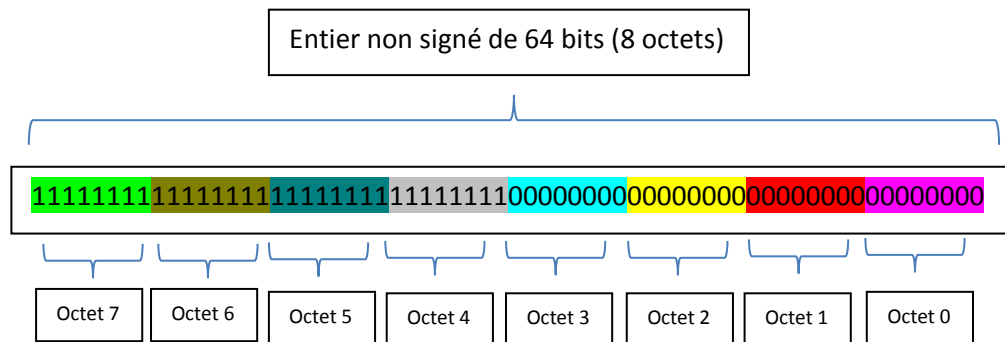 Entier non signé de 64 bits (8 octets)
1111111111111111111111111111111100000000000000000000000000000000
Octet 7 Octet 6 Octet 5 Octet 4 Octet 3 Octet 2 Octet 1 Octet 0